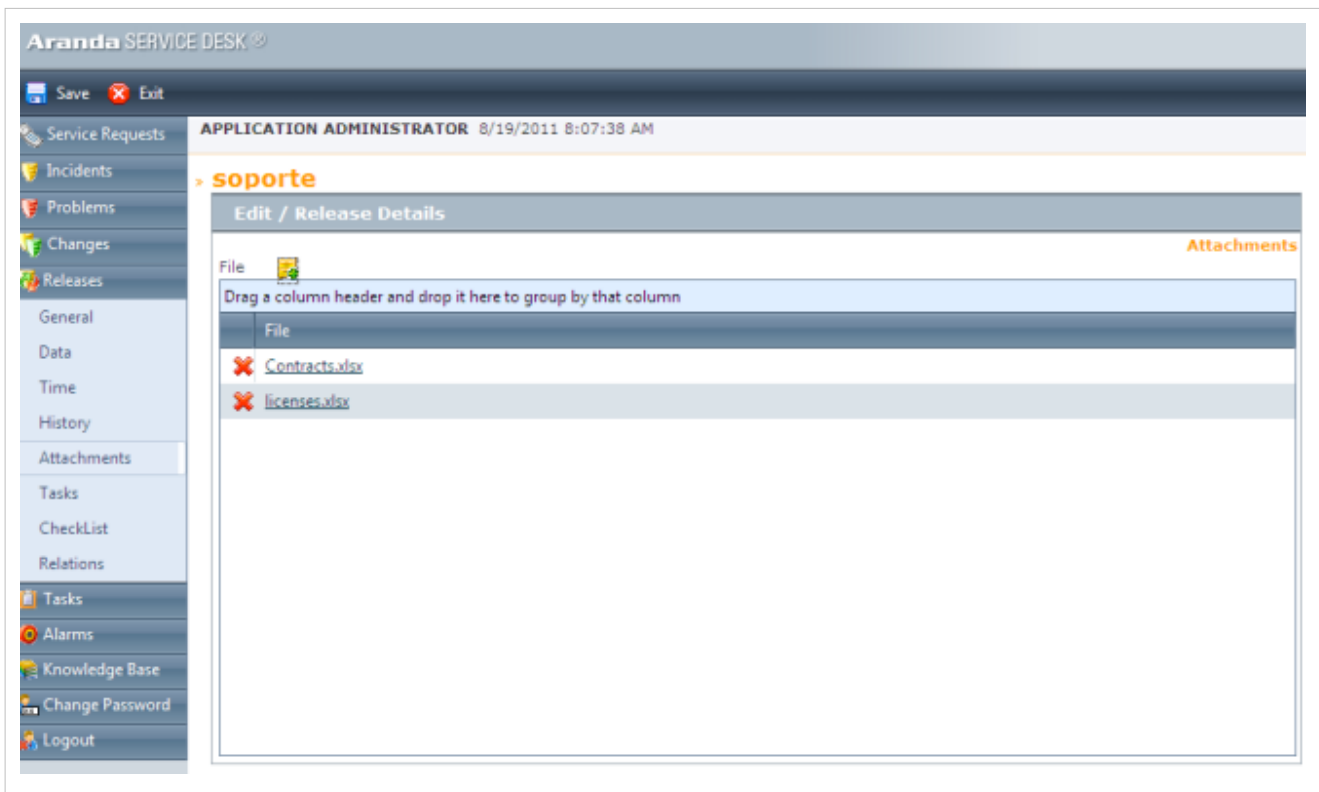 Aranda SERVICE DESK ®
Save Exit
Service Requests
Incidents
Problems
Changes
Releases
General
Data
Time
History
Attachments
Tasks
CheckList
Relations
Tasks
Alarms
Knowledge Base
Change Password
Logout
APPLICATION ADMINISTRATOR 8/19/2011 8:07:38 AM
» soporte
Edit / Release Details
Attachments
File
Drag a column header and drop it here to group by that column
File
Contracts.xlsx
licenses.xlsx